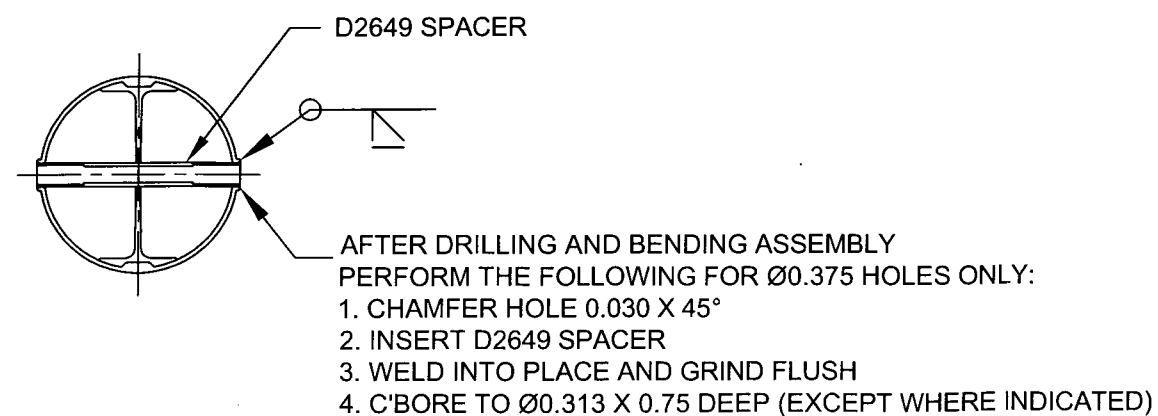 D2649 SPACER
AFTER DRILLING AND BENDING ASSEMBLY
PERFORM THE FOLLOWING FOR Ø0.375 HOLES ONLY:
1. CHAMFER HOLE 0.030 X 45°
2. INSERT D2649 SPACER
3. WELD INTO PLACE AND GRIND FLUSH
4. C'BORE TO Ø0.313 X 0.75 DEEP (EXCEPT WHERE INDICATED)